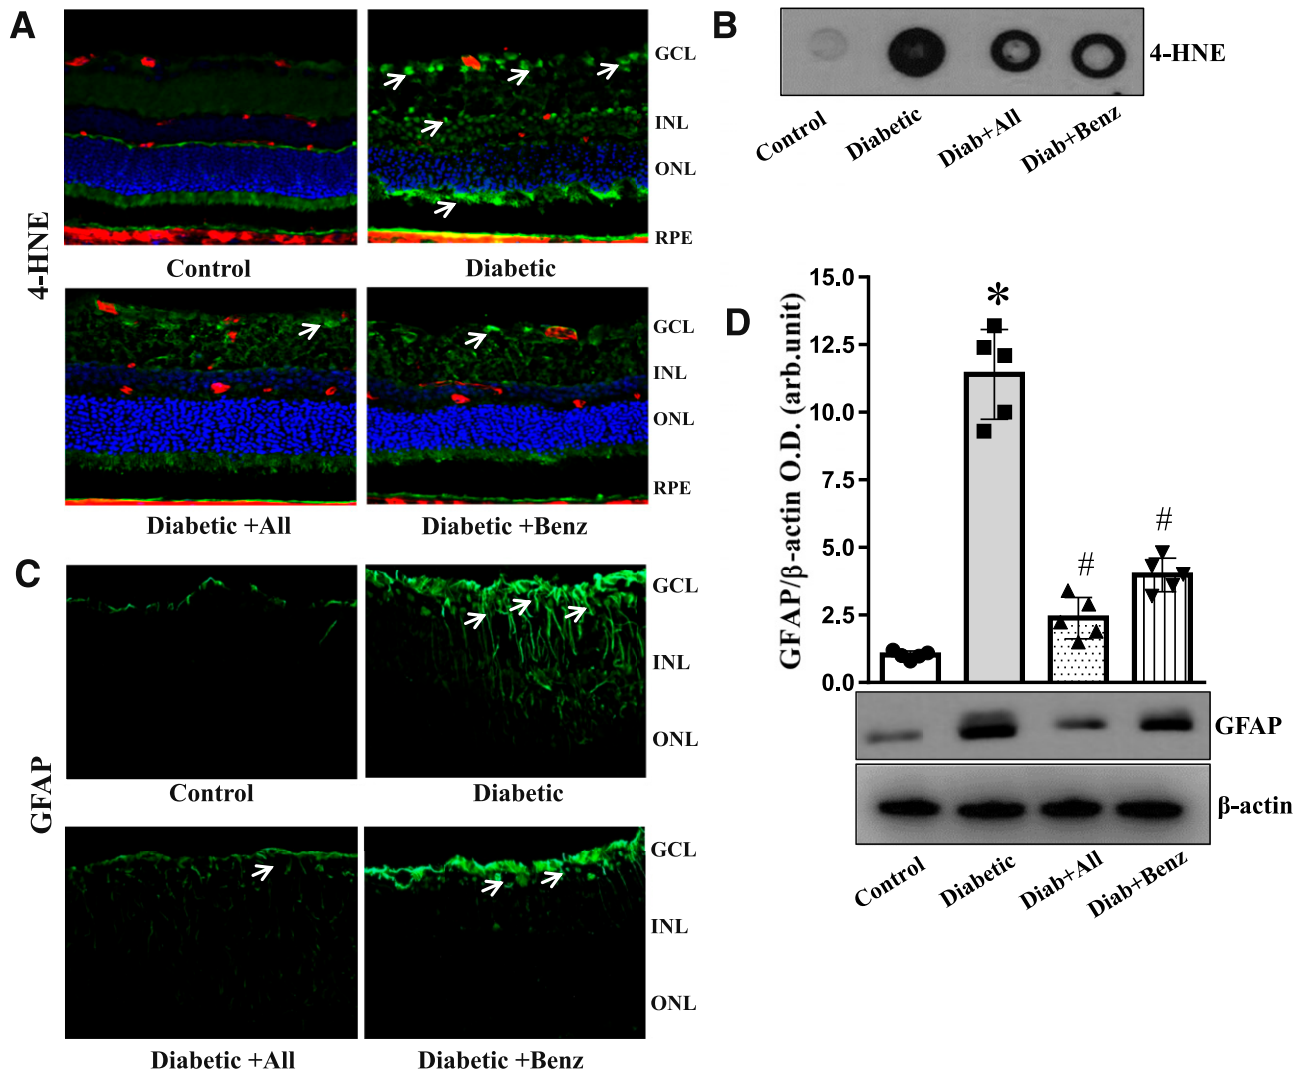 A
GCL
INL
ONL
RPE
Control
Diabetic
4-HNE
GCL
INL
ONL
RPE
Diabetic +All
Diabetic +Benz
B
4-HNE
Control
Diabetic
Diab+All
Diab+Benz
C
GCL
INL
ONL
Control
Diabetic
GFAP
GCL
INL
ONL
Diabetic +All
Diabetic +Benz
D
GFAP/β-actin O.D. (arb.unit)
15.0
12.5
10.0
7.5
5.0
2.5
0.0
*
#
#
GFAP
β-actin
Control
Diabetic
Diab+All
Diab+Benz